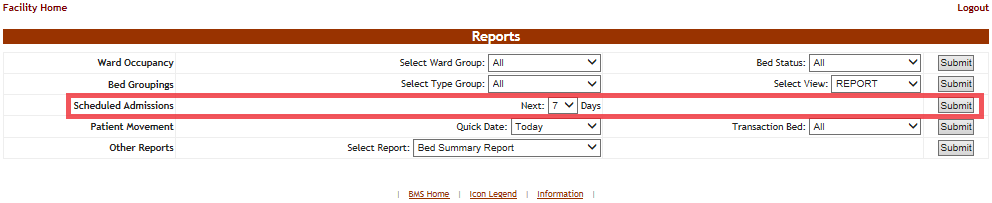 Facility Home Logout
Reports
Ward Occupancy Select Ward Group: All Bed Status: All Submit
Bed Groupings Select Type Group: All Select View: REPORT Submit
Scheduled Admissions Next: 7 Days Submit
Patient Movement Quick Date: Today Transaction Bed: All Submit
Other Reports Select Report: Bed Summary Report Submit
| BMS Home | Icon Legend | Information |